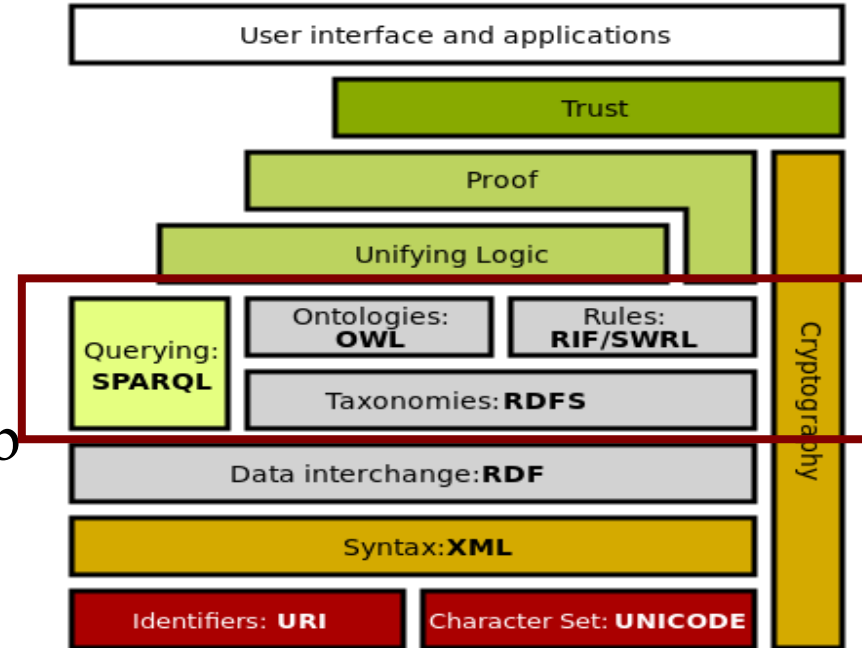 User interface and applications
Trust
Proof
Unifying Logic
Querying:
SPARQL
Ontologies:
OWL
Rules:
RIF/SWRL
Taxonomies: RDFS
Cryptography
Data interchange:RDF
Syntax:XML
Identifiers: URI
Character Set: UNICODE